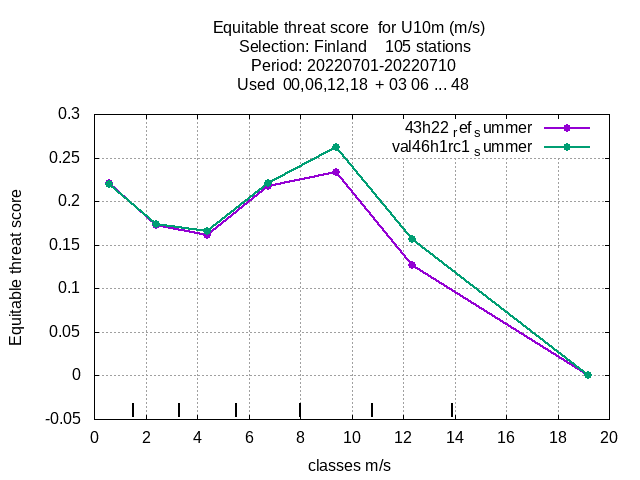 Equitable threat score for U10m (m/s)
Selection: Finland 105 stations
Period: 20220701-20220710
Used 00,06,12,18 + 03 06 ... 48
43h22 ref summer
val46h1rc1 summer
Equitable threat score
0.3
0.25
0.2
0.15
0.1
0.05
0
-0.05
0 2 4 6 8 10 12 14 16 18 20
classes m/s